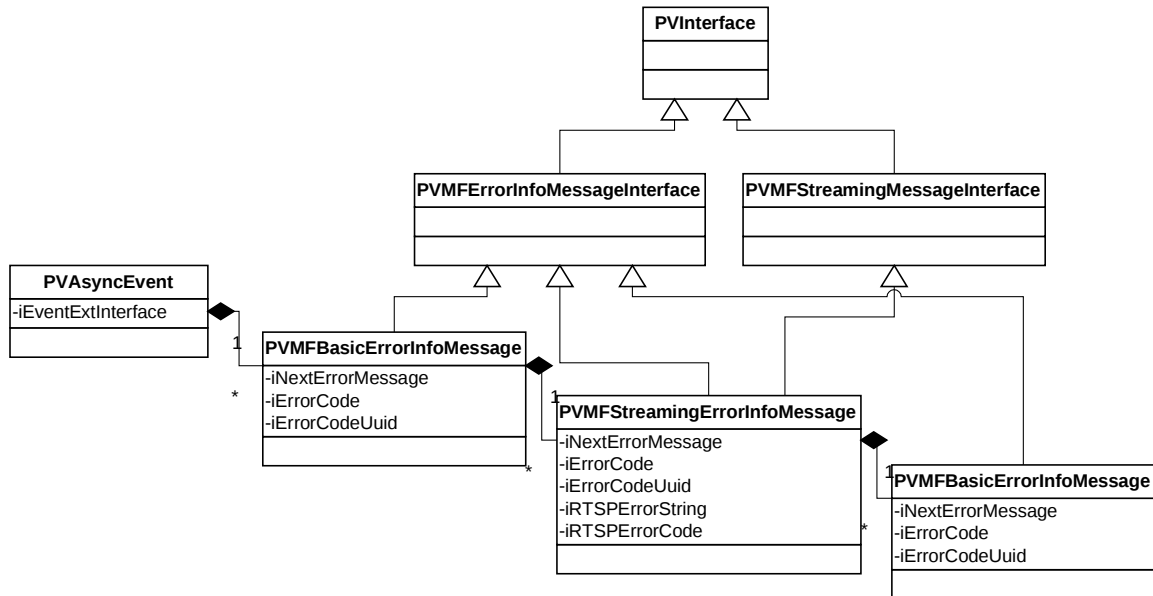 PVInterface
PVMFErrorInfoMessageInterface
PVMFStreamingMessageInterface
PVAsyncEvent
-iEventExtInterface
1
*
PVMFBasicErrorInfoMessage
-iNextErrorMessage
-iErrorCode
-iErrorCodeUuid
1
*
PVMFStreamingErrorInfoMessage
-iNextErrorMessage
-iErrorCode
-iErrorCodeUuid
-iRTSPErrorString
-iRTSPErrorCode
1
*
PVMFBasicErrorInfoMessage
-iNextErrorMessage
-iErrorCode
-iErrorCodeUuid